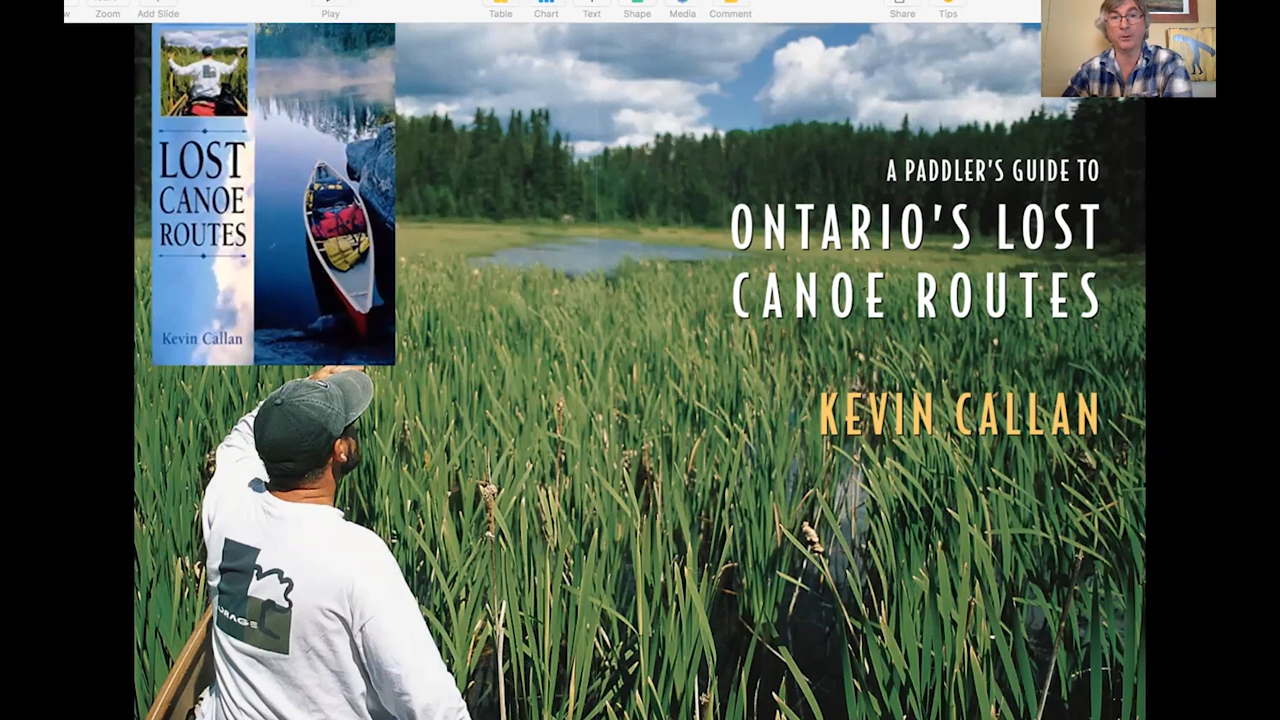 Zoom
Add Slide
Play
Table
Chart
Text
Shape
Media
Comment
Share
Tips
LOST
CANOE
ROUTES
Kevin Callan
A PADDLER'S GUIDE TO
ONTARIO'S LOST
CANOE ROUTES
KEVIN CALLAN